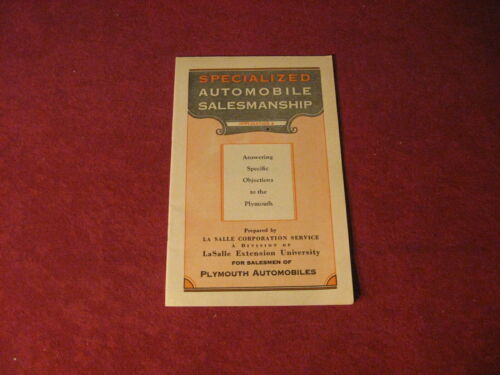 SPECIALIZED
AUTOMOBILE
SALESMANSHIP
Answering
Specific
Objections
to the
Plymouth
Prepared by
LA SALLE CORPORATION SERVICE
A DIVISION OF
LaSalle Extension University
FOR SALESMEN OF
PLYMOUTH AUTOMOBILES